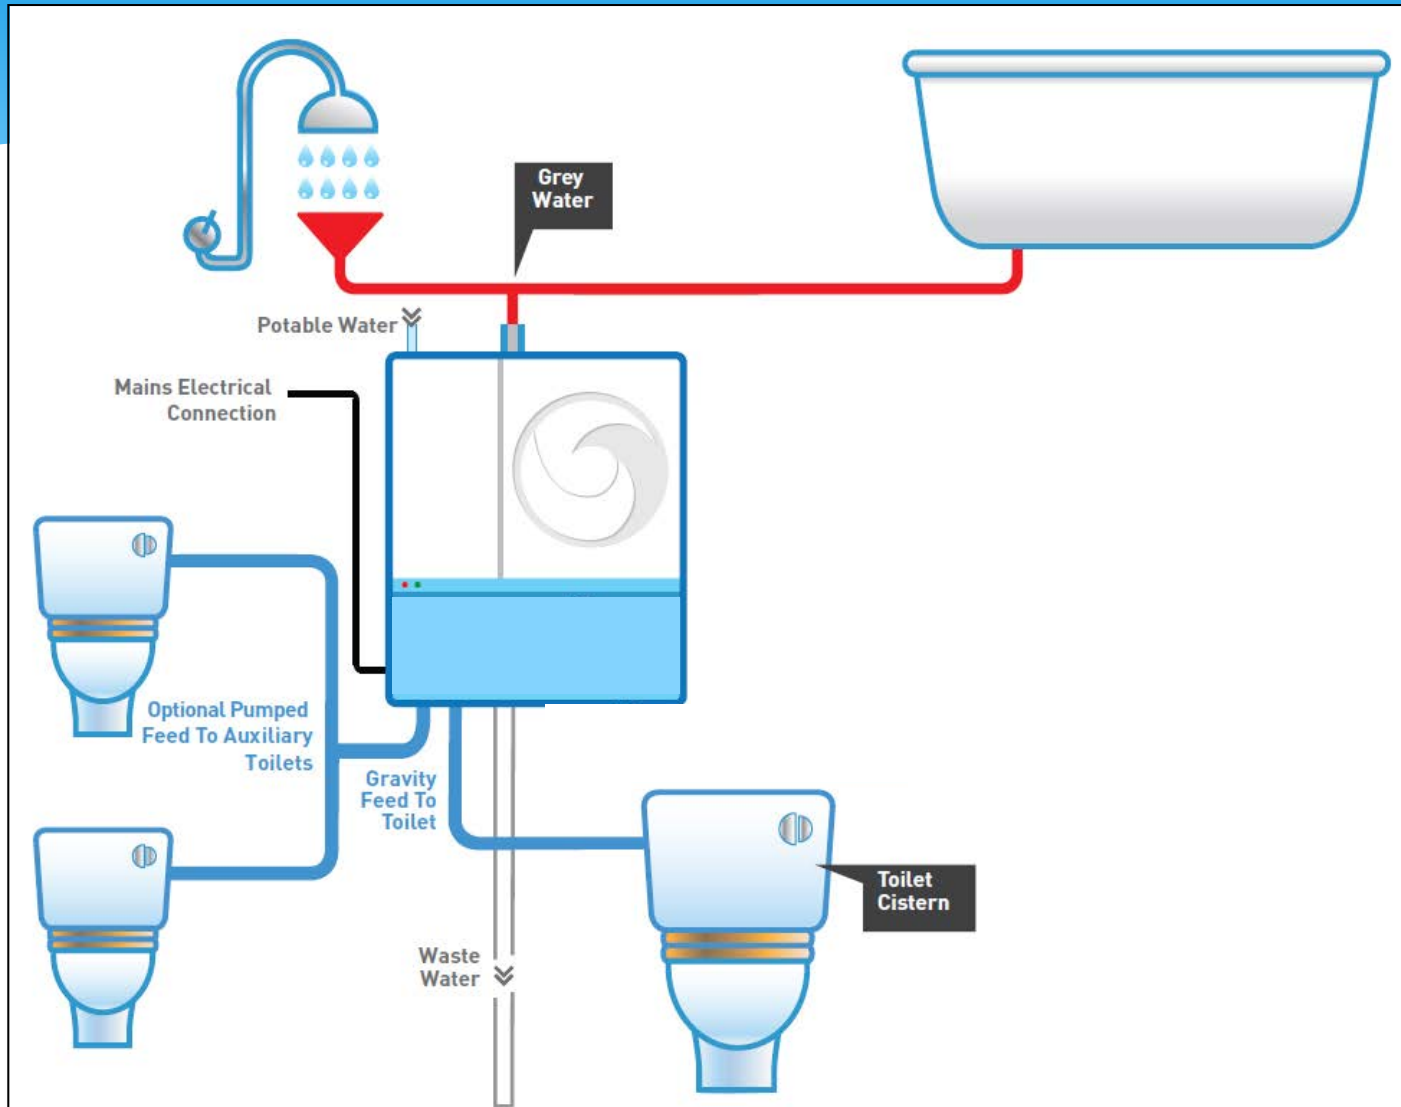 Grey
Water
Potable Water
Mains Electrical
Connection
Optional Pumped
Feed To Auxiliary
Toilets
Gravity
Feed To
Toilet
Toilet
Cistern
Waste
Water